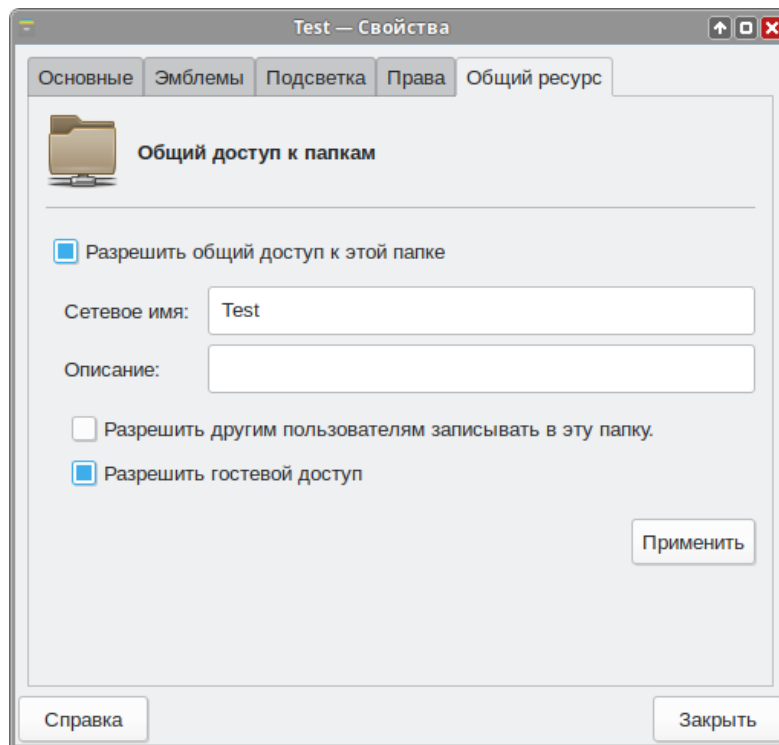 Test — Свойства
Основные Эмблемы Подсветка Права Общий ресурс
Общий доступ к папкам
Разрешить общий доступ к этой папке
Сетевое имя: Test
Описание:
Разрешить другим пользователям записывать в эту папку.
Разрешить гостевой доступ
Применить
Справка Закрыть